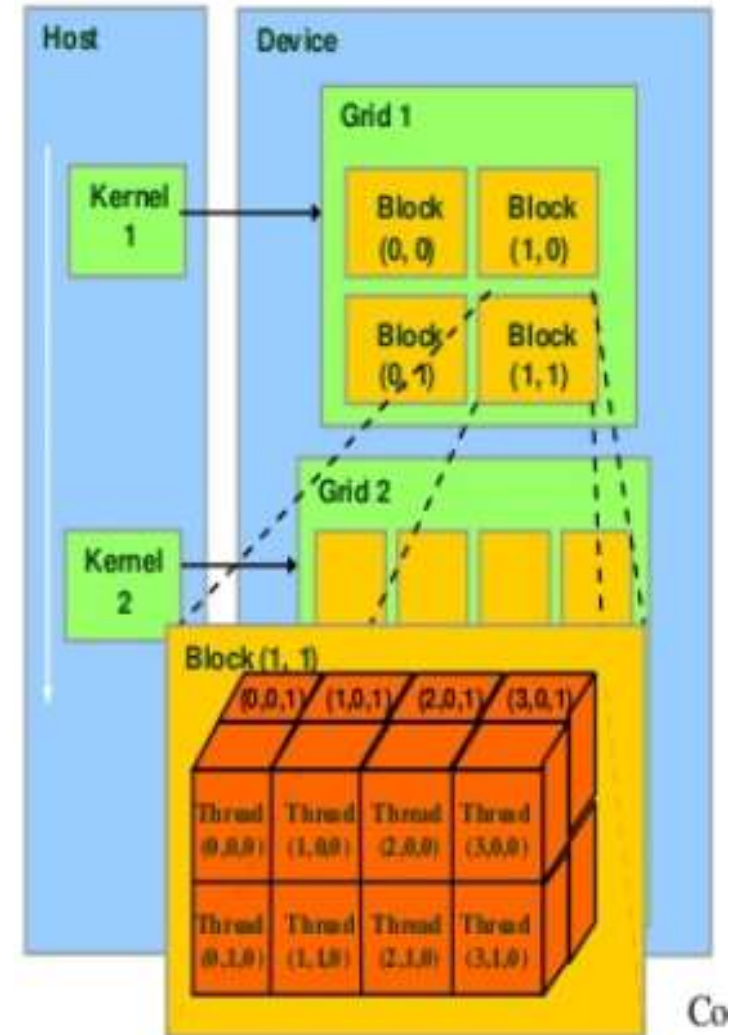 Host
Device
Grid 1
Kernel
1
Block
(0, 0)
Block
(1, 0)
Block
(0, 1)
Block
(1, 1)
Grid 2
Kernel
2
Block (1, 1)
(0,0,1) (1,0,1) (2,0,1) (3,0,1)
Thread
(0,0,0)
Thread
(1,0,0)
Thread
(2,0,0)
Thread
(3,0,0)
Thread
(0,1,0)
Thread
(1,1,0)
Thread
(2,1,0)
Thread
(3,1,0)
Co